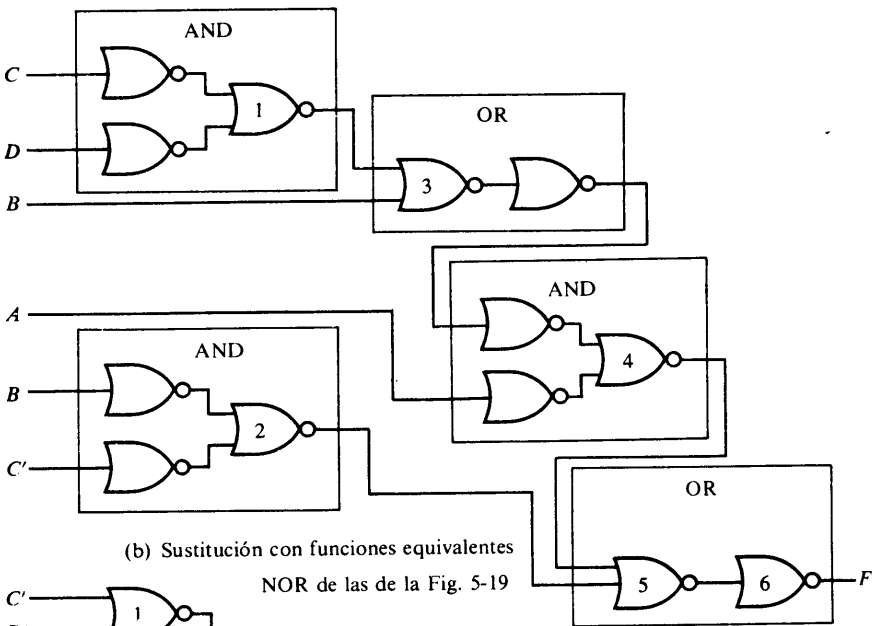 AND
C
1
D
OR
3
B
AND
A
4
AND
B
2
C'
OR
(b) Sustitución con funciones equivalentes
NOR de las de la Fig. 5-19
5
6
F
C'
1